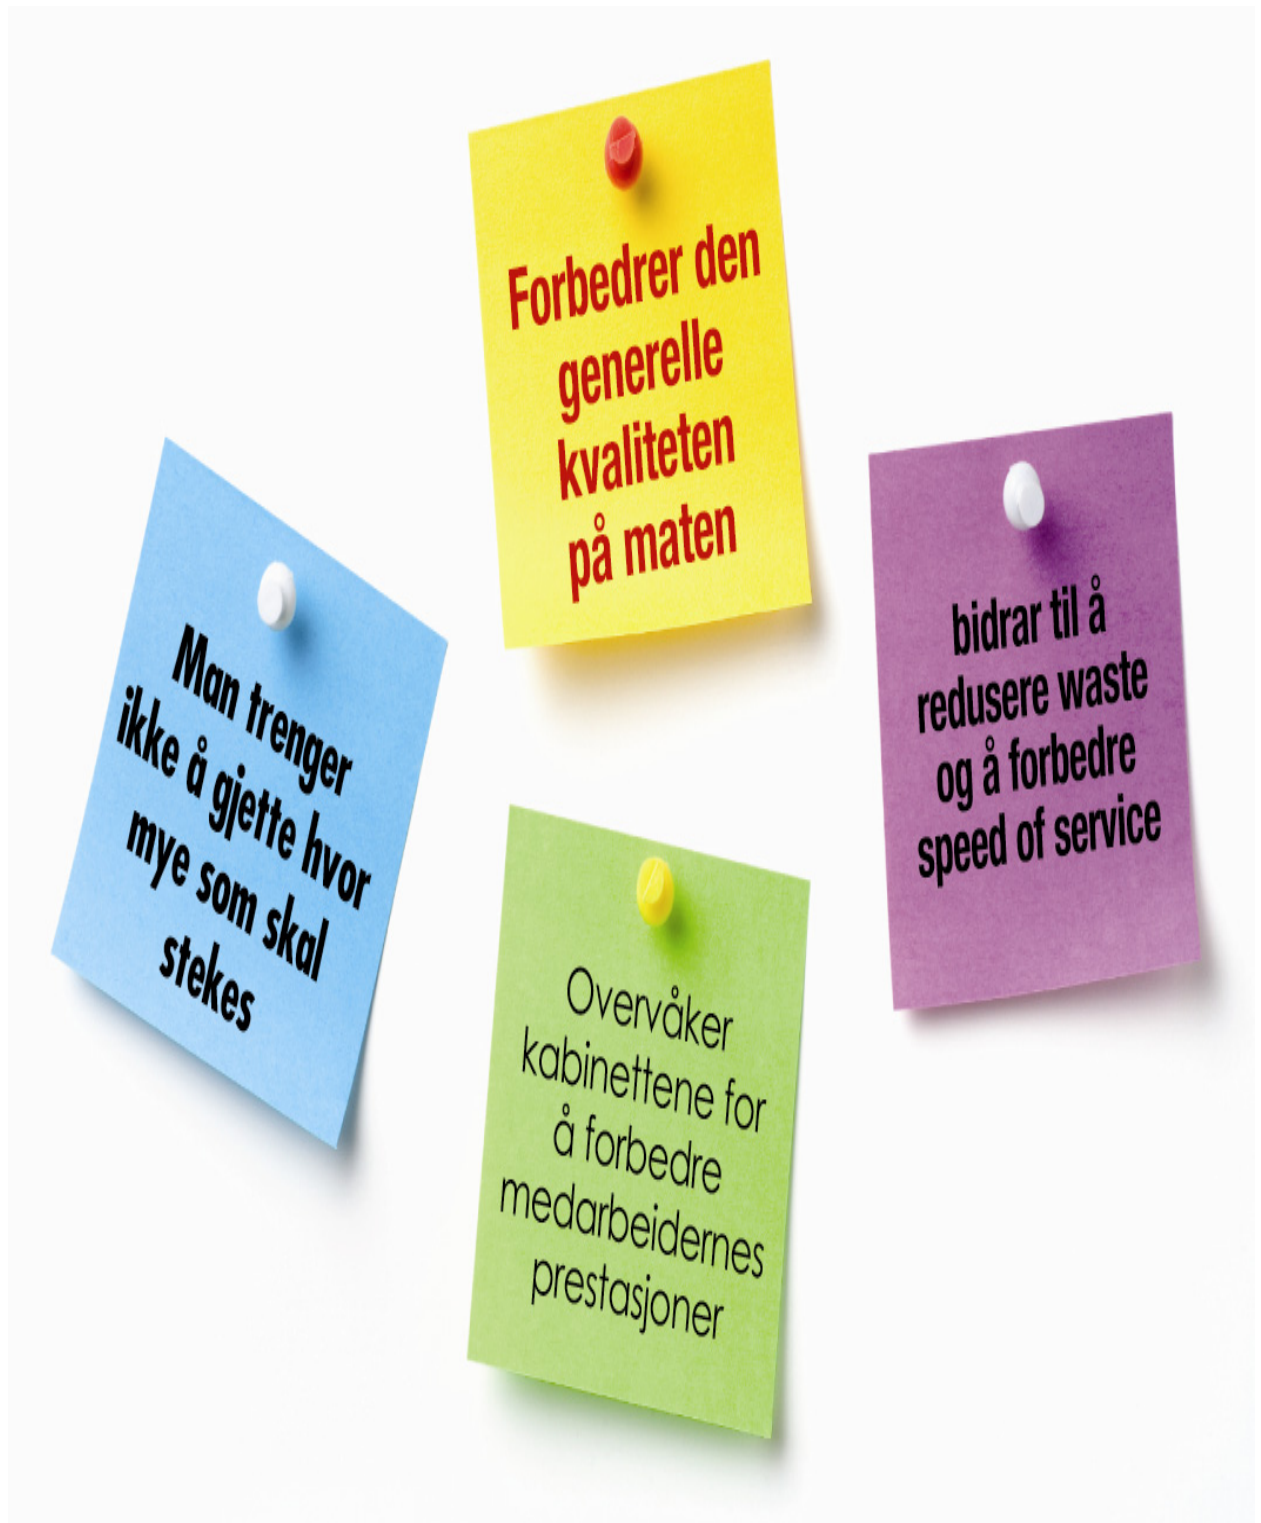 Forbedrer den
generelle
kvaliteten
på maten
Man trenger
ikke å gjette hvor
mye som skal
stekes
bidrar til å
redusere waste
og å forbedre
speed of service
Overvåker
kabinettene for
å forbedre
medarbeidernes
prestasjoner